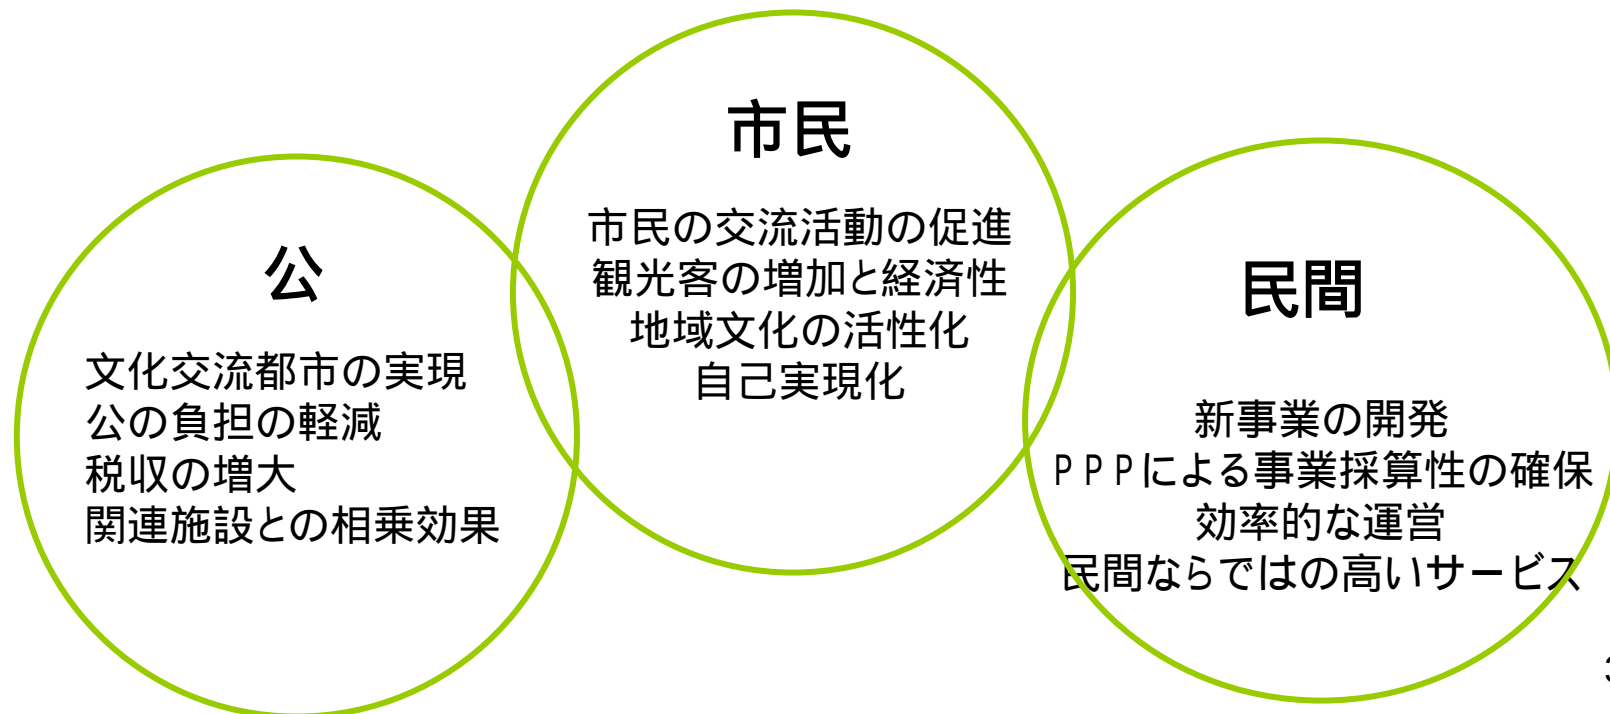 公
文化交流都市の実現
公の負担の軽減
税収の増大
関連施設との相乗効果
市民
市民の交流活動の促進
観光客の増加と経済性
地域文化の活性化
自己実現化
民間
新事業の開発
ＰＰＰによる事業採算性の確保
効率的な運営
民間ならではの高いサービス